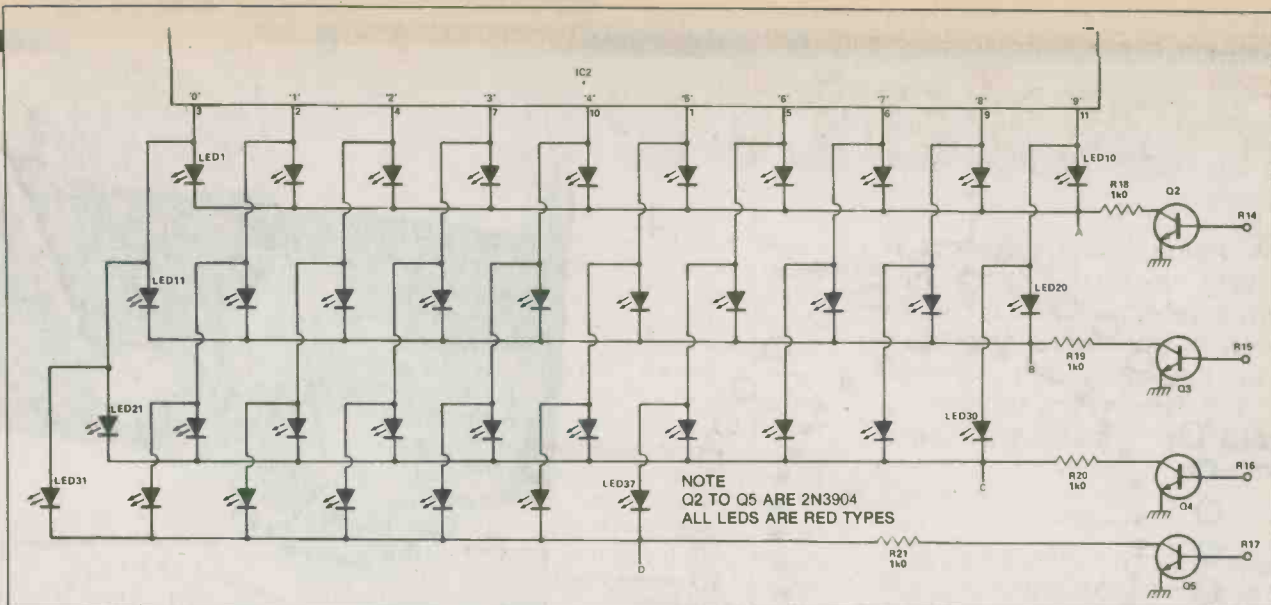 IC2
'0' '1' '2' '3' '4' '5' '6' '7' '8' '9'
3 2 4 7 10 1 5 6 9 11
LED1
LED10
R18
1k0
Q2
R14
A
LED11
LED20
R19
1k0
Q3
R15
B
LED21
LED30
R20
1k0
Q4
R16
C
LED31
LED37
NOTE
Q2 TO Q5 ARE 2N3904
ALL LEDS ARE RED TYPES
R21
1k0
Q5
R17
D